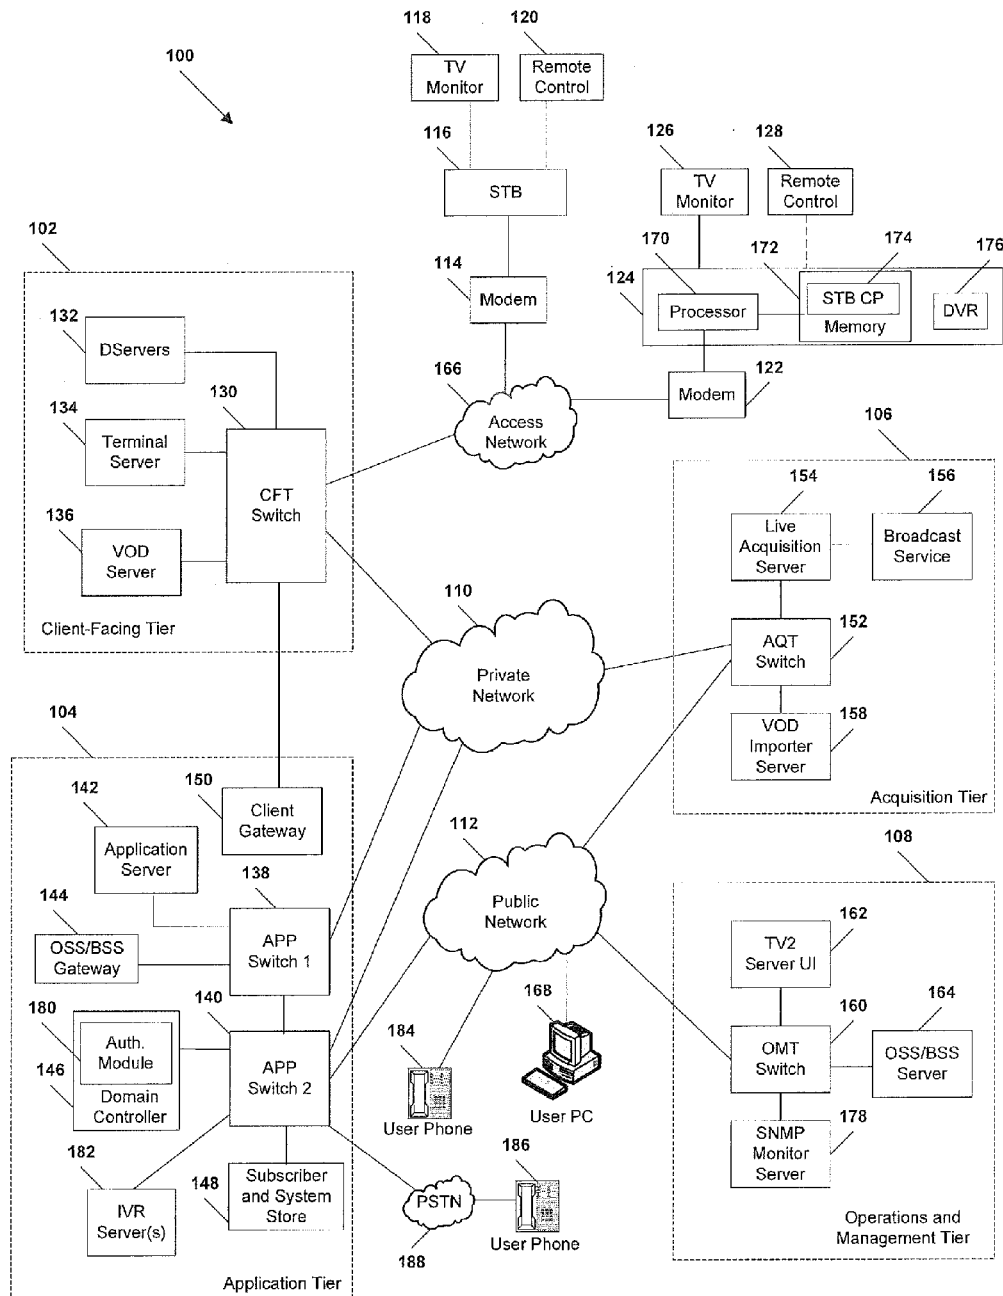 118
120
100
TV
Monitor
Remote
Control
116
STB
126
128
TV
Monitor
Remote
Control
102
170
172
174
176
114
Modem
124
Processor
STB CP
Memory
DVR
132
DServers
166
Access
Network
Modem
122
130
134
Terminal
Server
CFT
Switch
106
154
156
136
VOD
Server
Live
Acquisition
Server
Broadcast
Service
Client-Facing Tier
110
Private
Network
152
AQT
Switch
104
158
VOD
Importer
Server
Acquisition Tier
142
150
Client
Gateway
Application
Server
112
108
138
144
Public
Network
162
OSS/BSS
Gateway
APP
Switch 1
TV2
Server UI
180
140
168
160
164
Auth.
Module
146
Domain
Controller
APP
Switch 2
184
User Phone
User PC
OMT
Switch
OSS/BSS
Server
182
148
186
178
SNMP
Monitor
Server
IVR
Server(s)
Subscriber
and System
Store
PSTN
188
User Phone
Operations and
Management Tier
Application Tier